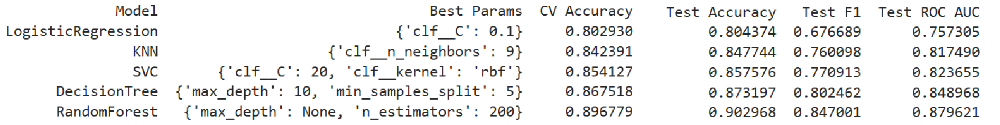 Model Best Params CV Accuracy Test Accuracy Test F1 Test ROC AUC
LogisticRegression {'clf__C': 0.1} 0.802930 0.804374 0.676689 0.757305
KNN {'clf__n_neighbors': 9} 0.842391 0.847744 0.760098 0.817490
SVC {'clf__C': 20, 'clf__kernel': 'rbf'} 0.854127 0.857576 0.770913 0.823655
DecisionTree {'max_depth': 10, 'min_samples_split': 5} 0.867518 0.873197 0.802462 0.848968
RandomForest {'max_depth': None, 'n_estimators': 200} 0.896779 0.902968 0.847001 0.879621